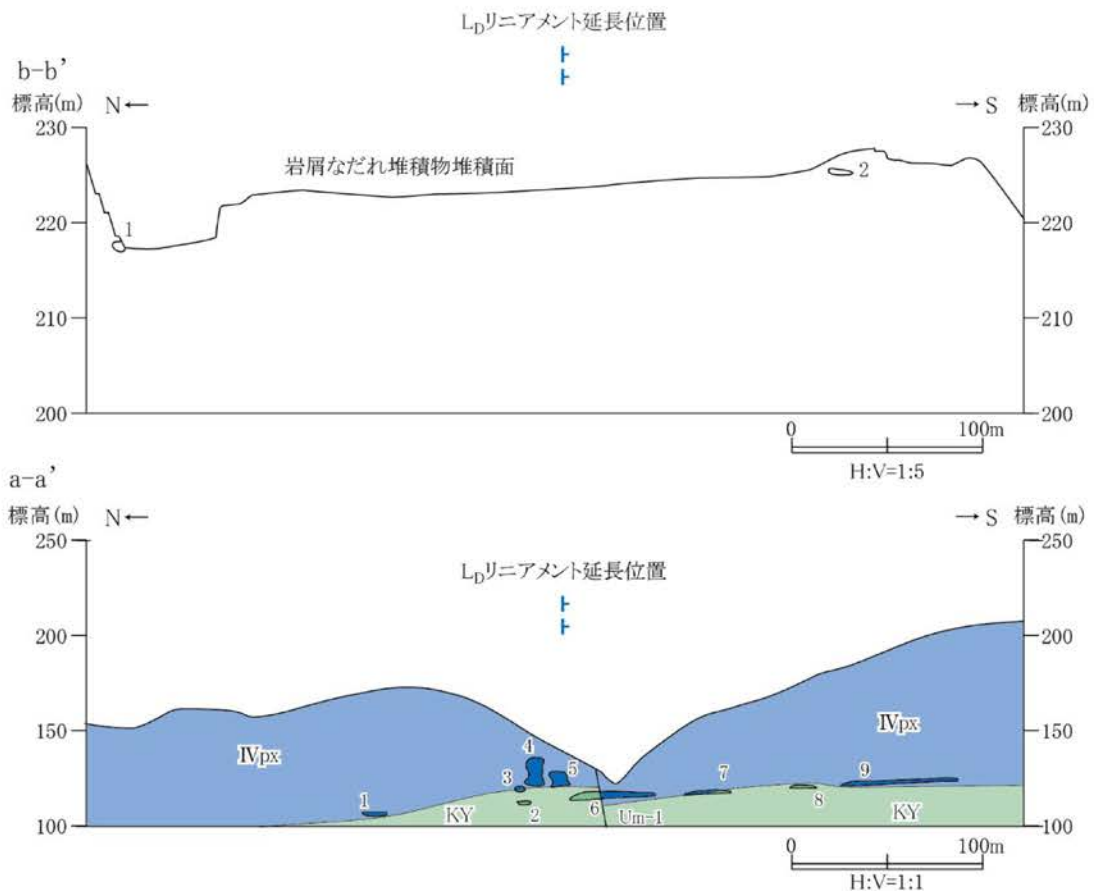 LDリニアメント延長位置
b-b’
標高(m) N← →S 標高(m)
230 230
岩屑なだれ堆積物堆積面
2
220 220
1
210 210
200 200
0 100m
H:V=1:5
a-a’
標高(m) N← →S 標高(m)
250 250
LDリニアメント延長位置
200 200
150 150
Ⅳpx Ⅳpx
4
3 5 7 9
1 2 6 8
KY Um-1 KY
100 100
0 100m
H:V=1:1